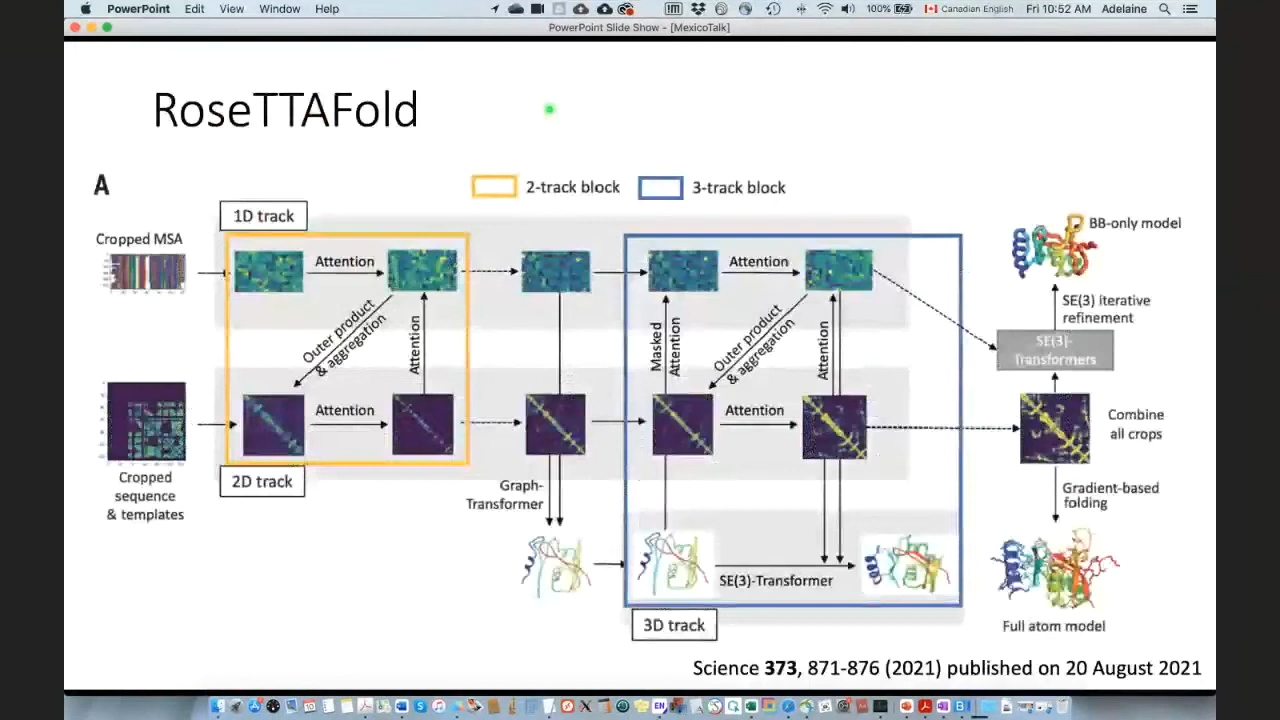 PowerPoint Edit View Window Help
100% Canadian English Fri 10:52 AM Adelaine
PowerPoint Slide Show - [MexicoTalk]
RoseTTAFold
A
2-track block
3-track block
1D track
Cropped MSA
Attention
Outer product
& aggregation
Attention
Attention
Cropped
sequence
& templates
2D track
Graph-
Transformer
Attention
Masked
Attention
Outer product
& aggregation
Attention
Attention
SE(3)-Transformer
3D track
BB-only model
SE(3) iterative
refinement
SE(3)-
Transformers
Combine
all crops
Gradient-based
folding
Full atom model
Science 373, 871-876 (2021) published on 20 August 2021